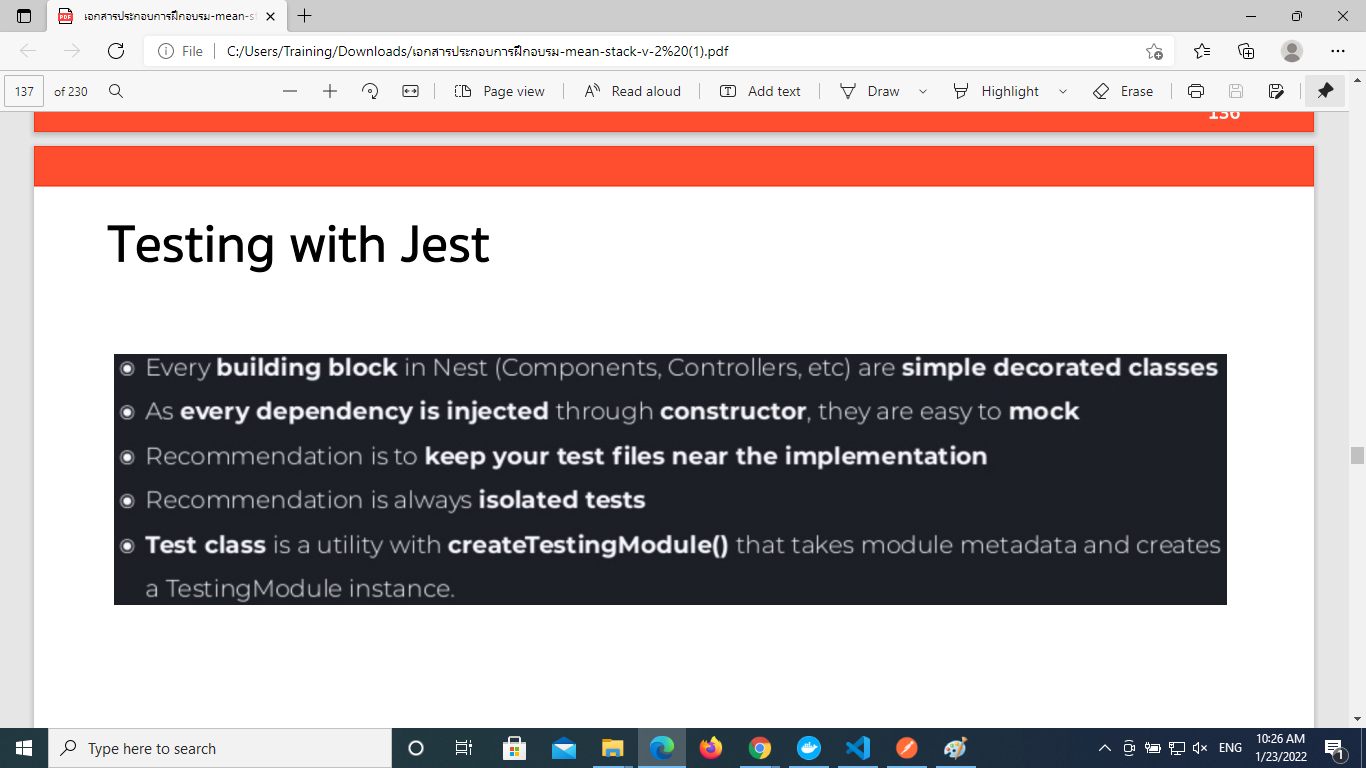 เอกสารประกอบการฝึกอบรม-mean-st
File
C:/Users/Training/Downloads/เอกสารประกอบการฝึกอบรม-mean-stack-v-2%20(1).pdf
137 of 230
Page view
Read aloud
Add text
Draw
Highlight
Erase
136
Testing with Jest
Every building block in Nest (Components, Controllers, etc) are simple decorated classes
As every dependency is injected through constructor, they are easy to mock
Recommendation is to keep your test files near the implementation
Recommendation is always isolated tests
Test class is a utility with createTestingModule() that takes module metadata and creates
a TestingModule instance.
Type here to search
ENG
10:26 AM
1/23/2022
1